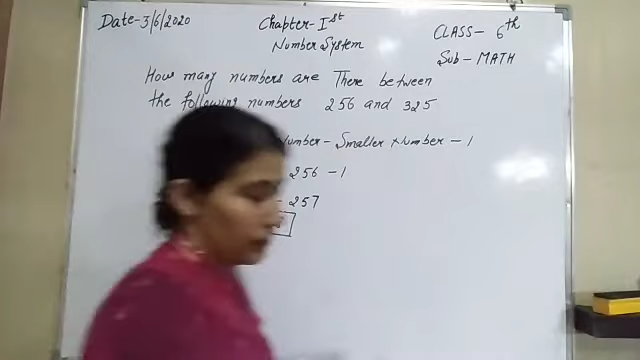 Date-3/6/2020
Chapter-Ist
Number System
CLASS- 6th
Sub-MATH
How many numbers are There between
the following numbers 256 and 325
Number - Smaller Number - 1
256 - 1
- 257